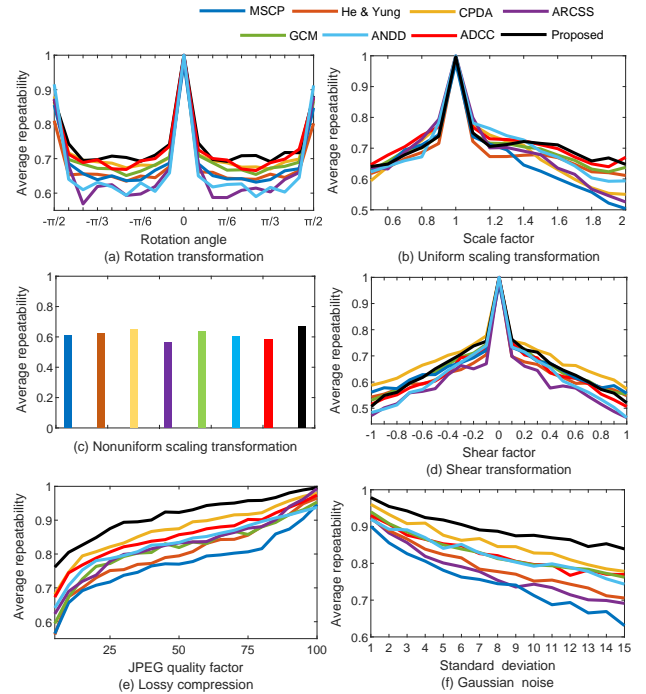 MSCP He & Yung CPDA ARCSS
GCM ANDD ADCC Proposed
Average repeatability
1
0.9
0.8
0.7
0.6
-π/2 -π/3 -π/6 0 π/6 π/3 π/2
Rotation angle
(a) Rotation transformation
Average repeatability
1
0.9
0.8
0.7
0.6
0.5
0.6 0.8 1 1.2 1.4 1.6 1.8 2
Scale factor
(b) Uniform scaling transformation
Average repeatability
1
0.8
0.6
0.4
0.2
0
(c) Nonuniform scaling transformation
Average repeatability
1
0.9
0.8
0.7
0.6
0.5
-1 -0.8 -0.6 -0.4 -0.2 0 0.2 0.4 0.6 0.8 1
Shear factor
(d) Shear transformation
Average repeatability
1
0.9
0.8
0.7
0.6
25 50 75 100
JPEG quality factor
(e) Lossy compression
Average repeatability
1
0.9
0.8
0.7
0.6
1 2 3 4 5 6 7 8 9 10 11 12 13 14 15
Standard deviation
(f) Gaussian noise